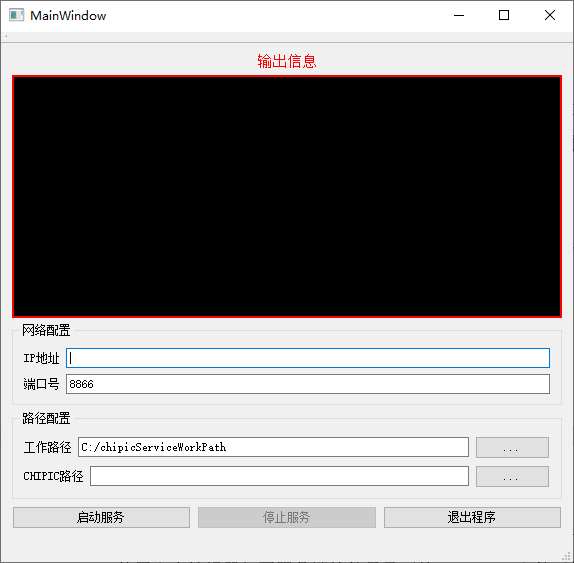 MainWindow
输出信息
网络配置
IP地址
端口号 8866
路径配置
工作路径 C:/chipicServiceWorkPath ...
CHIPIC路径 ...
启动服务 停止服务 退出程序